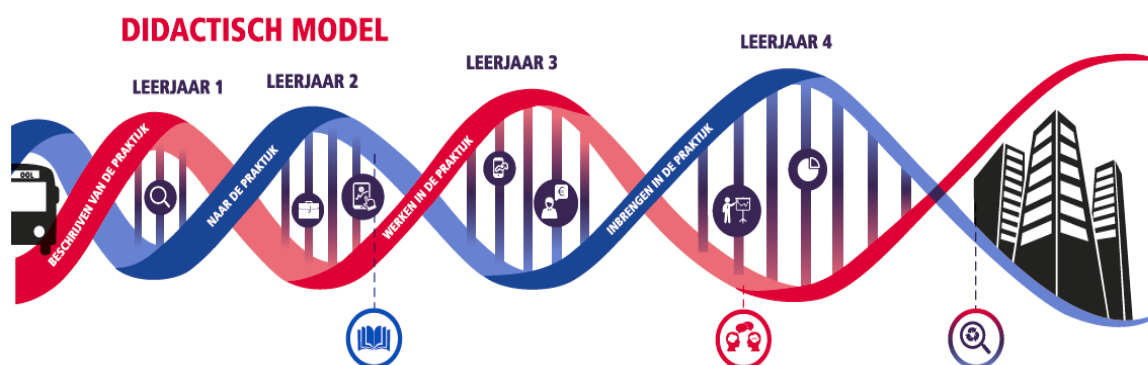 DIDACTISCH MODEL
LEERJAAR 1
LEERJAAR 2
LEERJAAR 3
LEERJAAR 4
OGL
BESCHRIJVEN VAN DE PRAKTIJK
NAAR DE PRAKTIJK
WERKEN IN DE PRAKTIJK
INBRENGEN IN DE PRAKTIJK
€